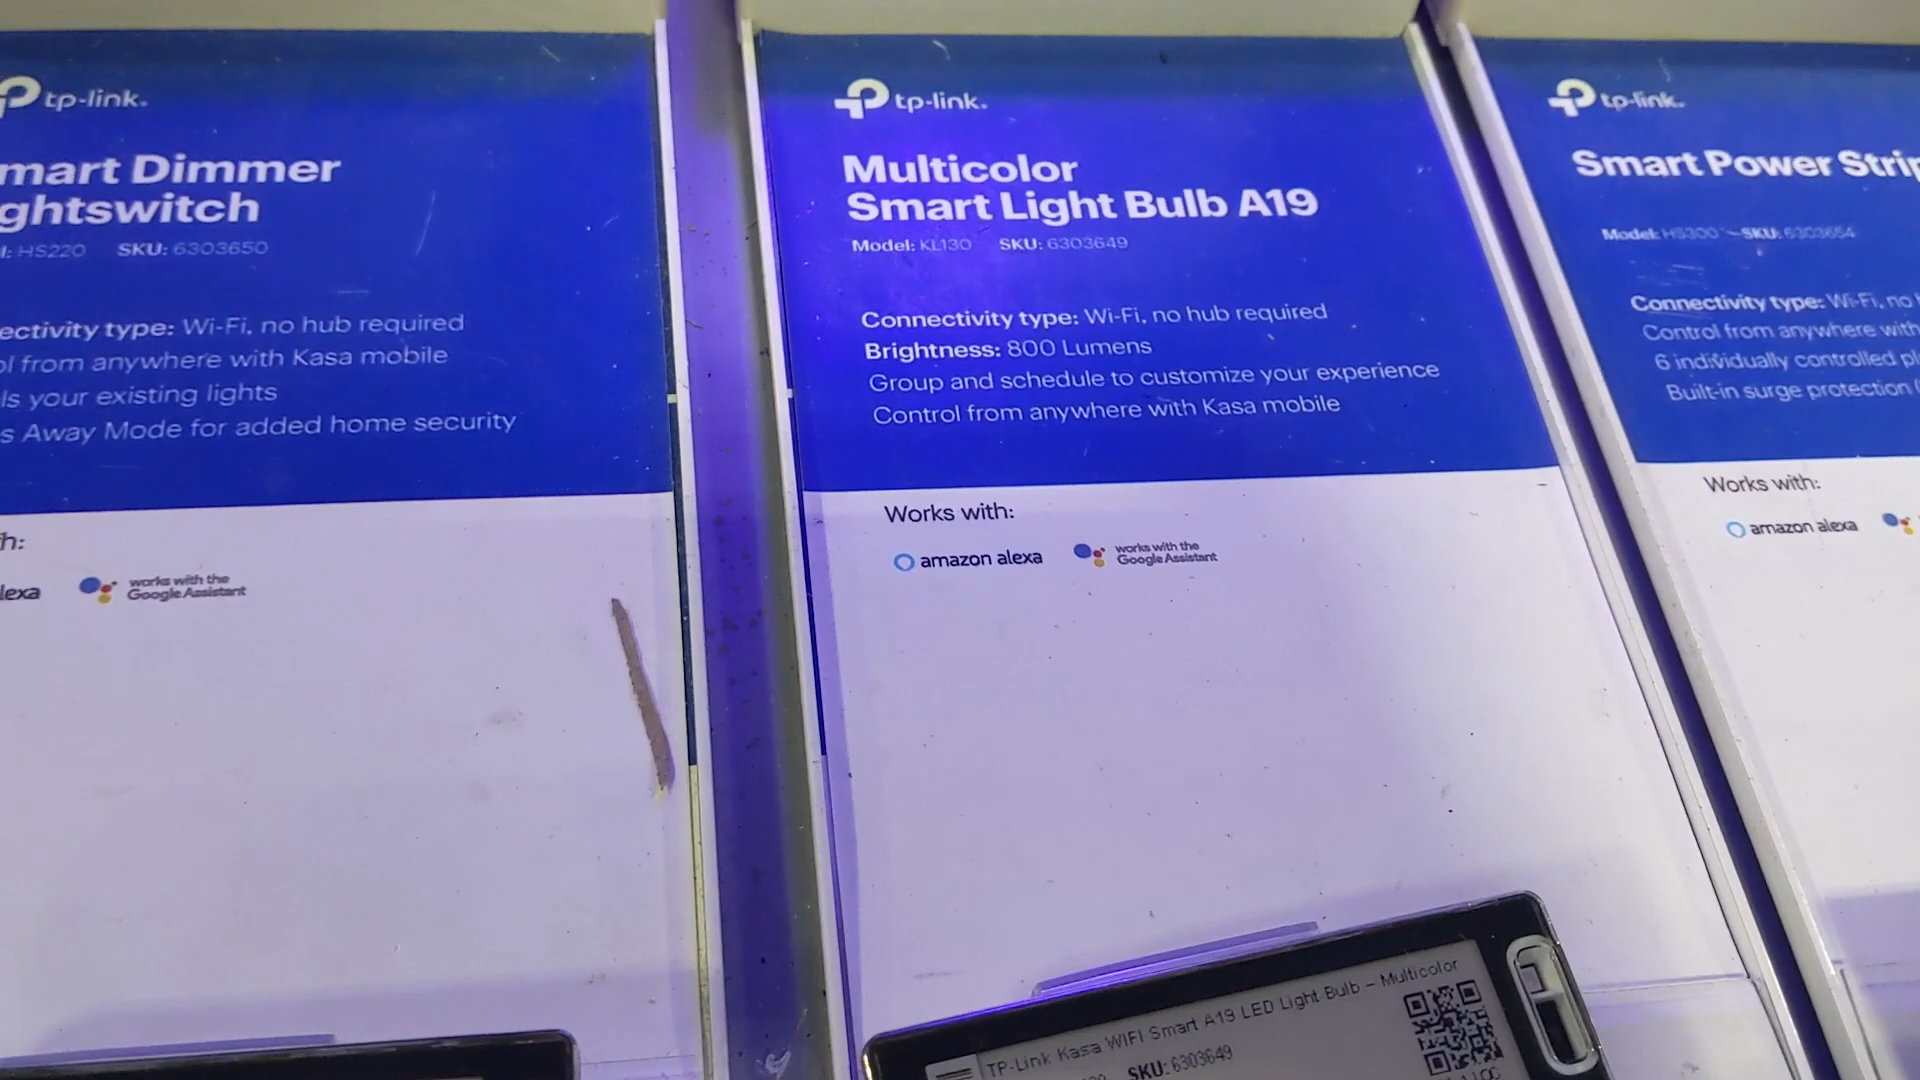 tp-link.
mart Dimmer
ghtswitch
l: HS220 SKU: 6303650
ectivity type: Wi-Fi, no hub required
ol from anywhere with Kasa mobile
ls your existing lights
s Away Mode for added home security
h:
lexa
works with the
Google Assistant
tp-link.
Multicolor
Smart Light Bulb A19
Model: KL130 SKU: 6303649
Connectivity type: Wi-Fi, no hub required
Brightness: 800 Lumens
Group and schedule to customize your experience
Control from anywhere with Kasa mobile
Works with:
amazon alexa
works with the
Google Assistant
TP-Link Kasa WIFI Smart A19 LED Light Bulb – Multicolor
SKU: 6303649
tp-link.
Smart Power Strip
Model: HS300 SKU: 6303654
Connectivity type: Wi-Fi, no
Control from anywhere with
6 individually controlled pl
Built-in surge protection
Works with:
amazon alexa